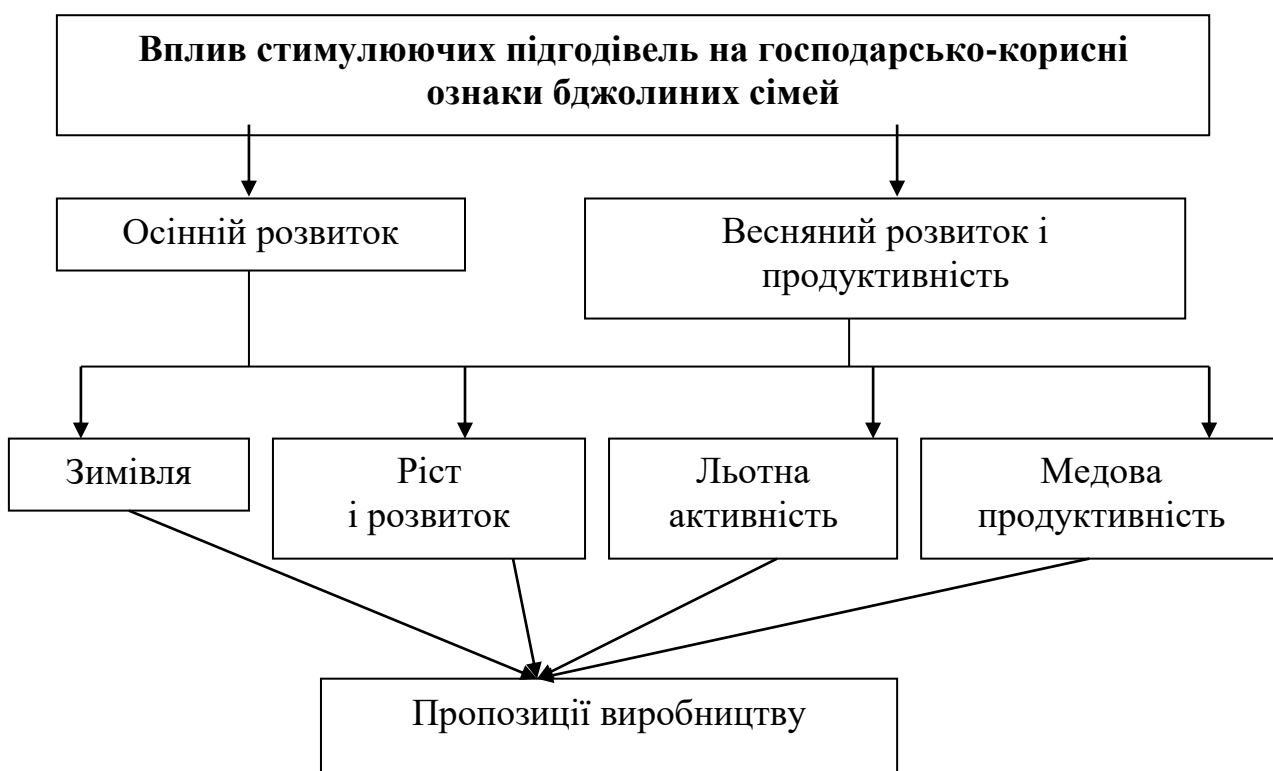 Вплив стимулюючих підгодівель на господарсько-корисні
ознаки бджолиних сімей
Осінній розвиток
Весняний розвиток і
продуктивність
Зимівля
Ріст
і розвиток
Льотна
активність
Медова
продуктивність
Пропозиції виробництву